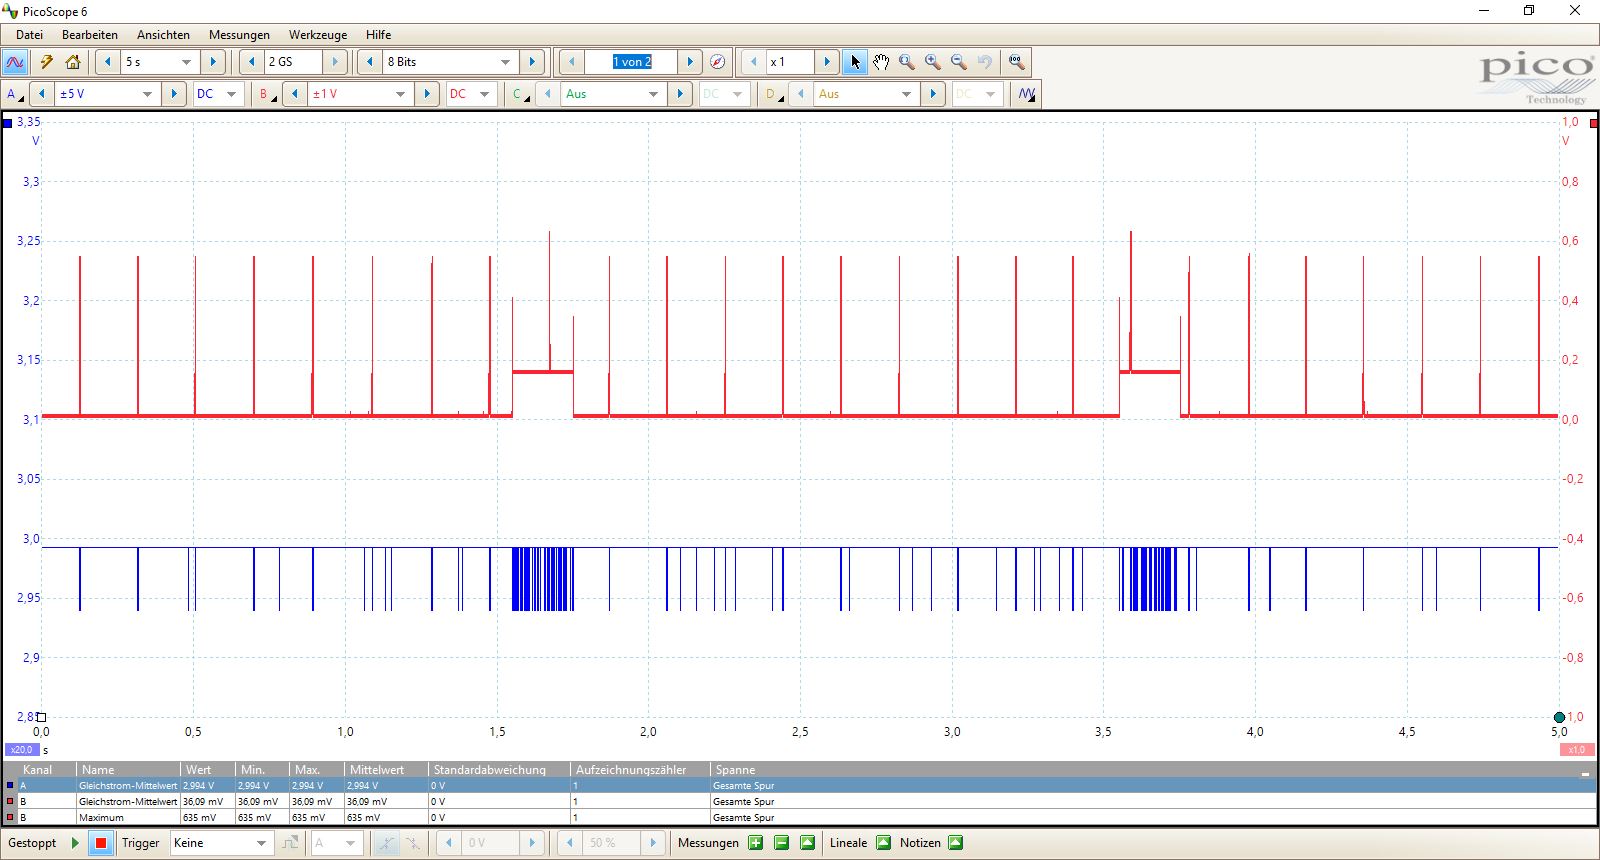 PicoScope 6
Datei Bearbeiten Ansichten Messungen Werkzeuge Hilfe
5 s 2 GS 8 Bits 1 von 2 x 1
A ±5 V DC B ±1 V DC C Aus DC D Aus DC
pico
Technology
3,35 1,0
V V
3,3 0,8
3,25 0,6
3,2 0,4
3,15 0,2
3,1 0,0
3,05 -0,2
3,0 -0,4
2,95 -0,6
2,9 -0,8
2,85 -1,0
0,0 0,5 1,0 1,5 2,0 2,5 3,0 3,5 4,0 4,5 5,0
x20,0 s x1,0
Kanal Name Wert Min. Max. Mittelwert Standardabweichung Aufzeichnungszähler Spanne
A Gleichstrom-Mittelwert 2,994 V 2,994 V 2,994 V 2,994 V 0 V 1 Gesamte Spur
B Gleichstrom-Mittelwert 36,09 mV 36,09 mV 36,09 mV 36,09 mV 0 V 1 Gesamte Spur
B Maximum 635 mV 635 mV 635 mV 635 mV 0 V 1 Gesamte Spur
Gestoppt Trigger Keine A 0 V 50 % Messungen Lineale Notizen